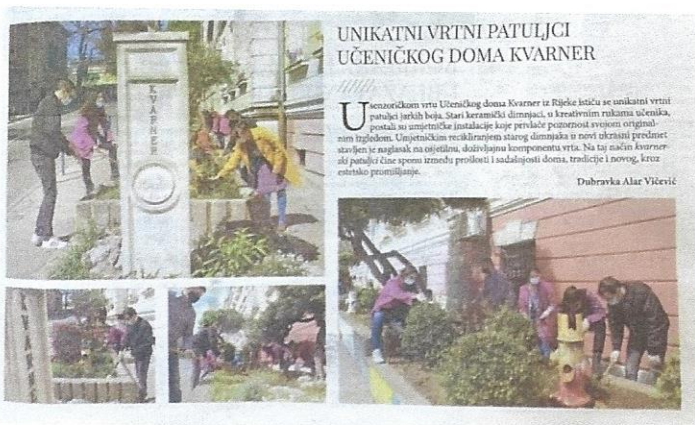 UNIKATNI VRTNI PATULJCI
UČENIČKOG DOMA KVARNER
U senzoričkom vrtu Učeničkog doma Kvarner iz Rijeke ističu se unikatni vrtni
patuljci jarkih boja. Stari keramički dimnjaci, u kreativnim rukama učenika,
postali su umjetničke instalacije koje privlače pozornost svojom original-
nim izgledom. Umjetničkim recikliranjem starog dimnjaka u novi ukrasni predmet
stavljen je naglasak na osjetilnu, doživljajnu komponentu vrta. Na taj način kvarner-
ski patuljci čine sponu između prošlosti i sadašnjosti doma, tradicije i novog, kroz
estetsko promišljanje.
Dubravka Alar Vičević
KVARNER
KVARNER